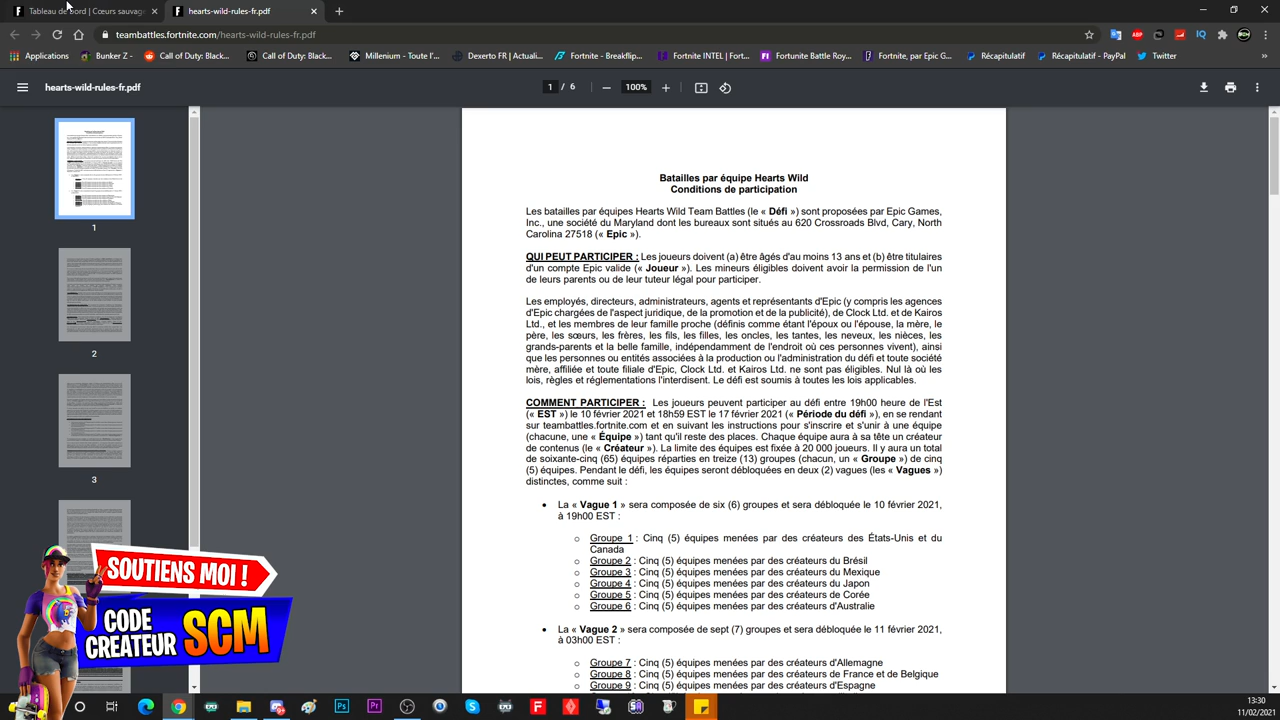 Tableau de bord | Cœurs sauvag
hearts-wild-rules.pdf
teambattles.fortnite.com/hearts-wild-rules.pdf
Applications
Bunker Z -
Call of Duty: Black...
Call of Duty: Black...
Millenium - Toute l'...
Dexerto FR | Actuali...
Fortnite - Breakflip...
Fortnite INTEL | Fort...
Fortnite Battle Roy...
Fortnite, par Epic G...
Récapitulatif
Récapitulatif - PayPal
Twitter
hearts-wild-rules.pdf
1 / 6
100%
1
2
3
Batailles par équipe Hearts Wild
Conditions de participation
Les batailles par équipes Hearts Wild Team Battles (le « Défi ») sont proposées par Epic Games,
Inc., une société du Maryland dont les bureaux sont situés au 620 Crossroads Blvd, Cary, North
Carolina 27518 (« Epic »).
QUI PEUT PARTICIPER : Les joueurs doivent (a) être âgés d'au moins 13 ans et (b) être titulaires
d'un compte Epic valide (« Joueur »). Les mineurs éligibles doivent avoir la permission de l'un
de leurs parents ou de leur tuteur légal pour participer.
Les employés, directeurs, administrateurs, agents et représentants d'Epic (y compris les agences
d'Epic chargées de l'aspect juridique, de la promotion et de la publicité), de Clock Ltd. et de Kairos
Ltd., et les membres de leur famille proche (définis comme étant l'époux ou l'épouse, la mère, le
père, les sœurs, les frères, les fils, les filles, les oncles, les tantes, les neveux, les nièces, les
grands-parents et la belle famille, indépendamment de l'endroit où ces personnes vivent), ainsi
que les personnes ou entités associées à la production ou l'administration du défi et toute société
mère, affiliée et toute filiale d'Epic, Clock Ltd. et Kairos Ltd. ne sont pas éligibles. Nul là où les
lois, règles et réglementations l'interdisent. Le défi est soumis à toutes les lois applicables.
COMMENT PARTICIPER : Les joueurs peuvent participer au défi entre 19h00 heure de l'Est
(« EST ») le 10 février 2021 et 18h59 EST le 17 février 2021 (« Période du défi »), en se rendant
sur teambattles.fortnite.com et en suivant les instructions pour s'inscrire et s'unir à une équipe
(chacune, une « Équipe ») tant qu'il reste des places. Chaque équipe aura à sa tête un créateur
de contenus (le « Créateur »). La limite des équipes est fixée à 20 000 joueurs. Il y aura un total
de soixante-cinq (65) équipes réparties en treize (13) groupes (chacun, un « Groupe ») de cinq
(5) équipes. Pendant le défi, les équipes seront débloquées en deux (2) vagues (les « Vagues »)
distinctes, comme suit :
• La « Vague 1 » sera composée de six (6) groupes et sera débloquée le 10 février 2021,
à 19h00 EST :
o Groupe 1 : Cinq (5) équipes menées par des créateurs des États-Unis et du
Canada
o Groupe 2 : Cinq (5) équipes menées par des créateurs du Brésil
o Groupe 3 : Cinq (5) équipes menées par des créateurs du Mexique
o Groupe 4 : Cinq (5) équipes menées par des créateurs du Japon
o Groupe 5 : Cinq (5) équipes menées par des créateurs de Corée
o Groupe 6 : Cinq (5) équipes menées par des créateurs d'Australie
• La « Vague 2 » sera composée de sept (7) groupes et sera débloquée le 11 février 2021,
à 03h00 EST :
o Groupe 7 : Cinq (5) équipes menées par des créateurs d'Allemagne
o Groupe 8 : Cinq (5) équipes menées par des créateurs de France et de Belgique
o Groupe 9 : Cinq (5) équipes menées par des créateurs d'Espagne
SOUTIENS MOI !
CODE
CRÉATEUR SCM
13:30
11/02/2021